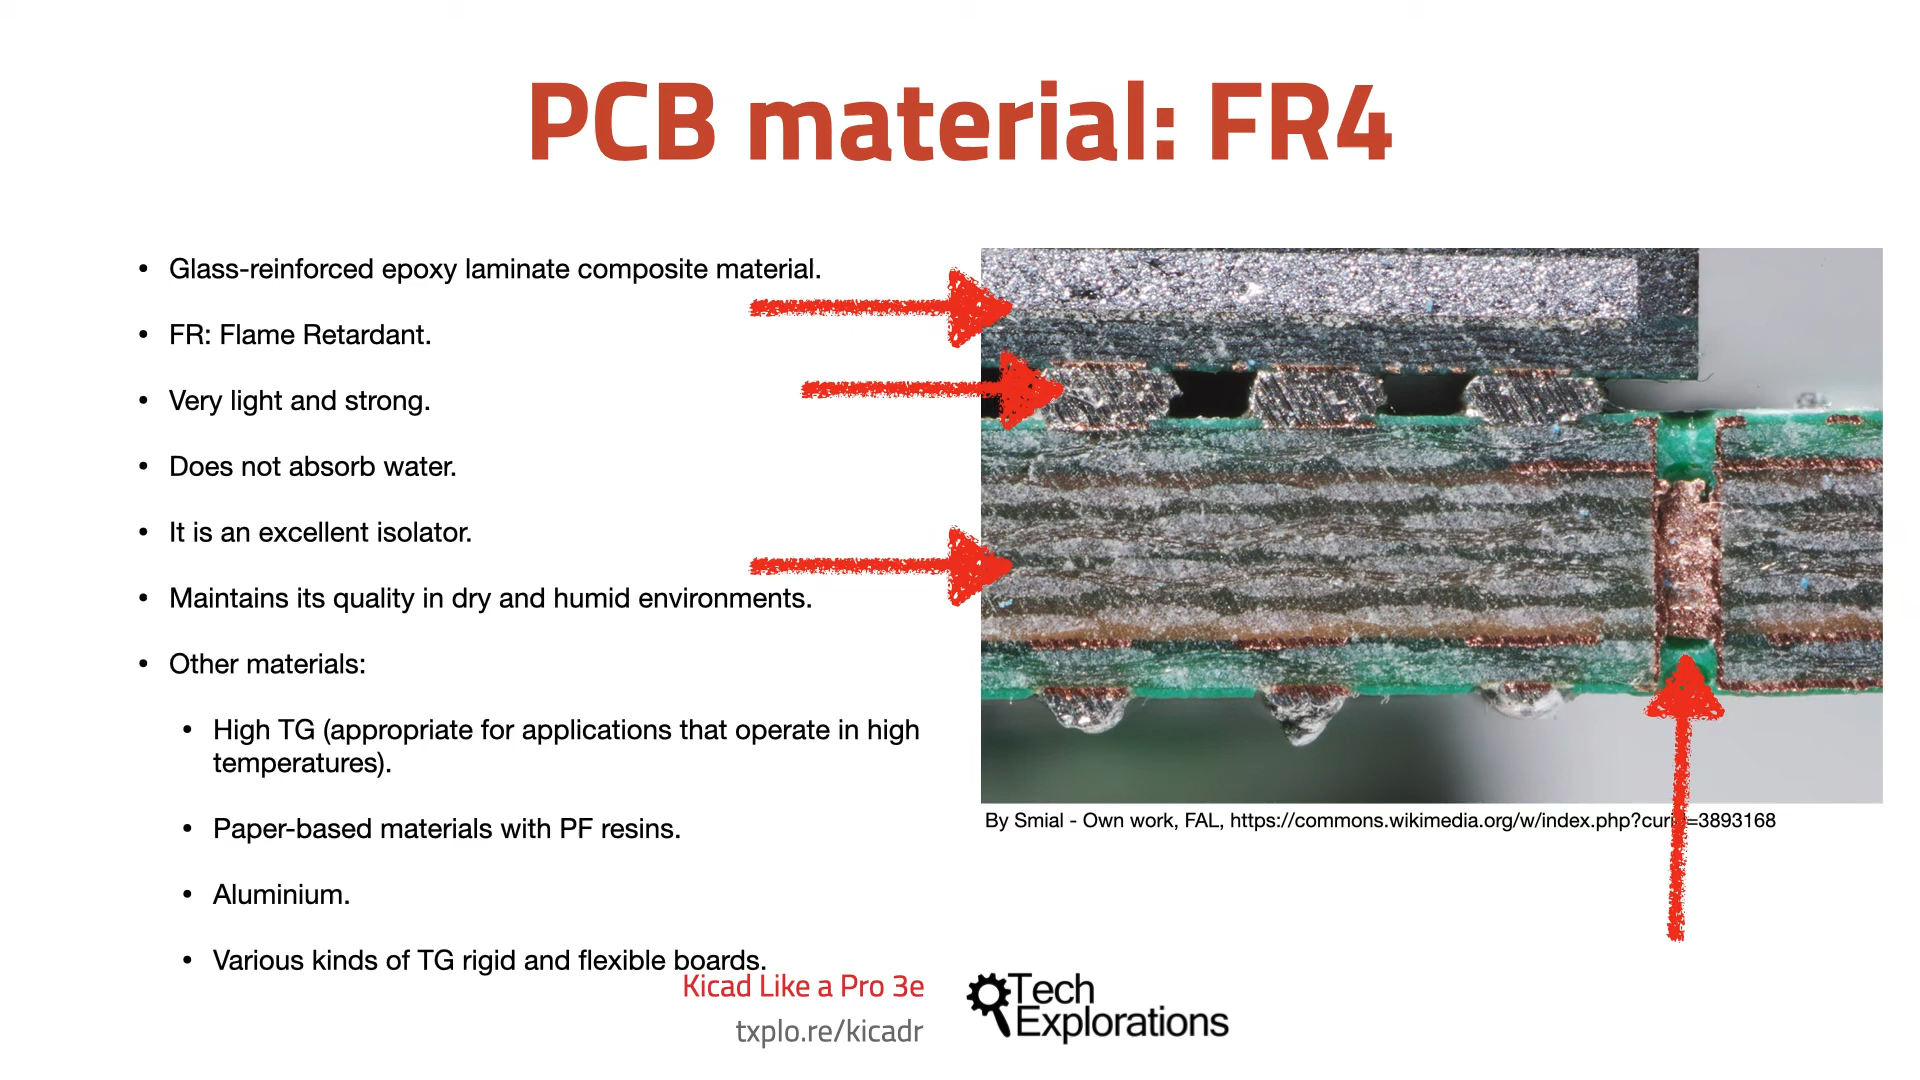 PCB material: FR4
• Glass-reinforced epoxy laminate composite material.
• FR: Flame Retardant.
• Very light and strong.
• Does not absorb water.
• It is an excellent isolator.
• Maintains its quality in dry and humid environments.
• Other materials:
• High TG (appropriate for applications that operate in high
temperatures).
• Paper-based materials with PF resins.
• Aluminium.
• Various kinds of TG rigid and flexible boards.
By Smial - Own work, FAL, https://commons.wikimedia.org/w/index.php?curid=3893168
Kicad Like a Pro 3e
txplo.re/kicadr
Tech
Explorations